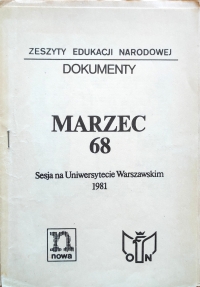 ZESZYTY EDUKACJI NARODOWEJ
DOKUMENTY
MARZEC
68
Sesja na Uniwersytecie Warszawskim
1981
n
nowa